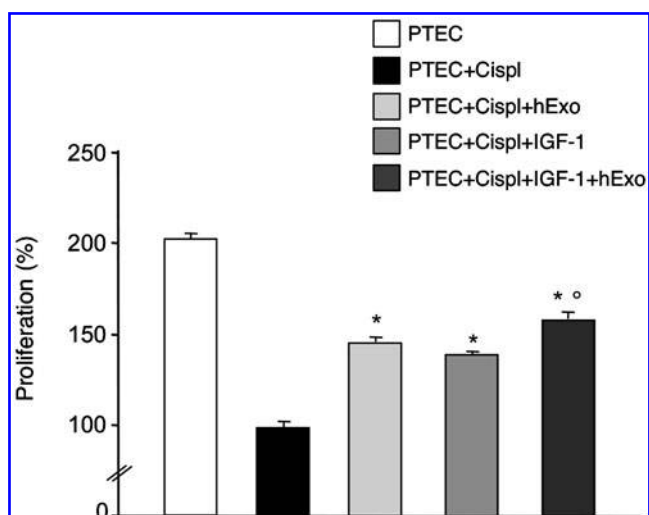 PTEC
PTEC+Cispl
PTEC+Cispl+hExo
PTEC+Cispl+IGF-1
PTEC+Cispl+IGF-1+hExo
Proliferation (%)
250
200
150
100
0
*
*
* °